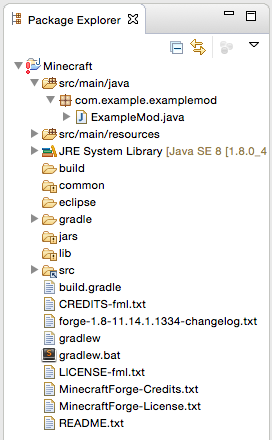 Package Explorer
Minecraft
src/main/java
com.example.examplemod
ExampleMod.java
src/main/resources
JRE System Library [Java SE 8 [1.8.0_4
build
common
eclipse
gradle
jars
lib
src
build.gradle
CREDITS-fml.txt
forge-1.8-11.14.1.1334-changelog.txt
gradlew
gradlew.bat
LICENSE-fml.txt
MinecraftForge-Credits.txt
MinecraftForge-License.txt
README.txt